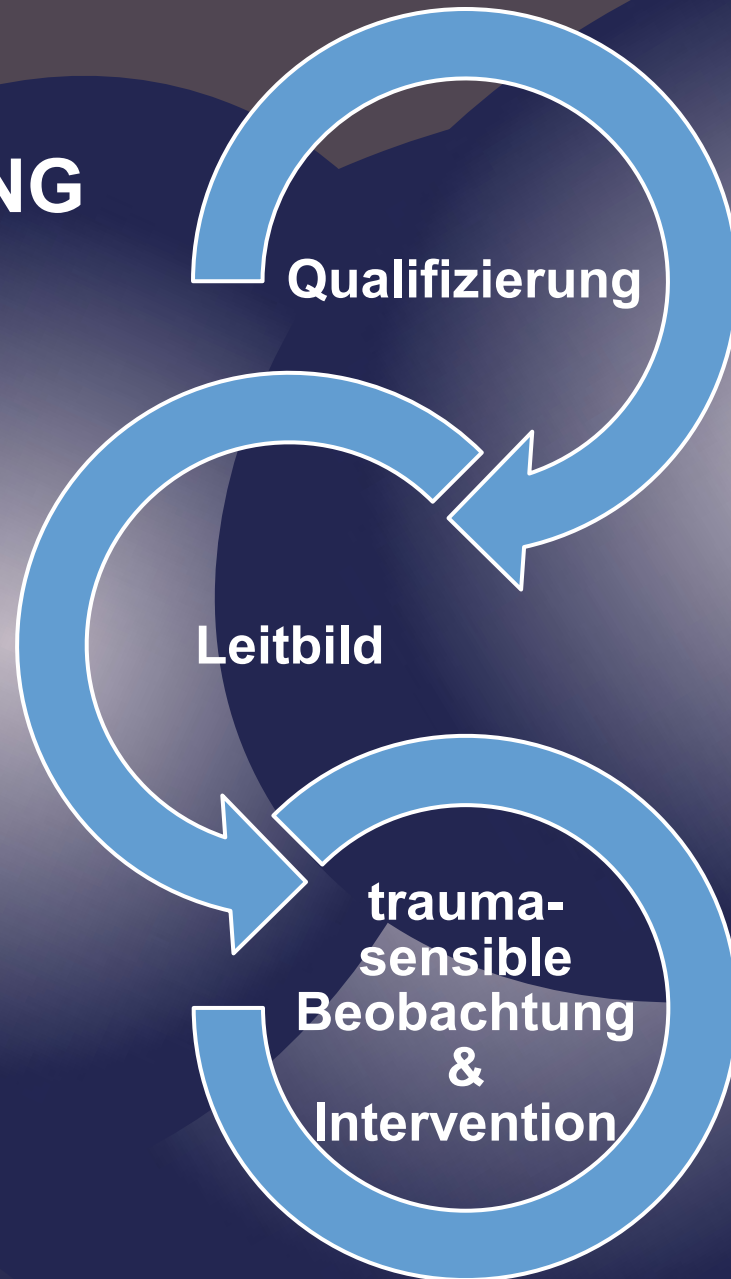 NG
Qualifizierung
Leitbild
trauma-
sensible
Beobachtung
&
Intervention